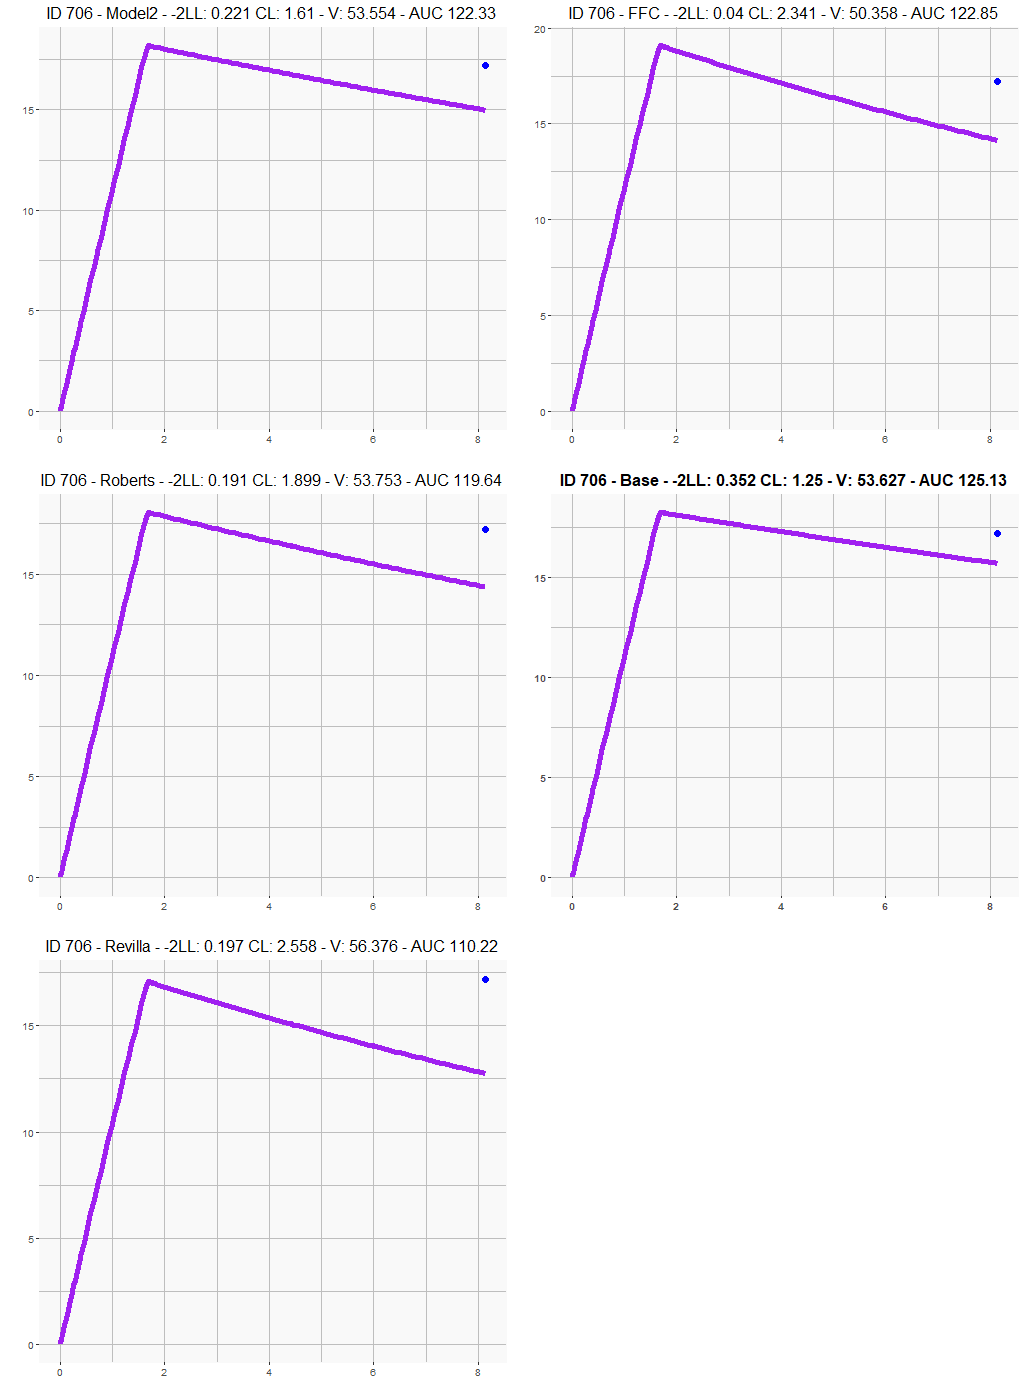 ID 706 - Model2 - -2LL: 0.221 CL: 1.61 - V: 53.554 - AUC 122.33
15
10
5
0
0 2 4 6 8
ID 706 - FFC - -2LL: 0.04 CL: 2.341 - V: 50.358 - AUC 122.85
20
15
10
5
0
0 2 4 6 8
ID 706 - Roberts - -2LL: 0.191 CL: 1.899 - V: 53.753 - AUC 119.64
15
10
5
0
0 2 4 6 8
ID 706 - Base - -2LL: 0.352 CL: 1.25 - V: 53.627 - AUC 125.13
15
10
5
0
0 2 4 6 8
ID 706 - Revilla - -2LL: 0.197 CL: 2.558 - V: 56.376 - AUC 110.22
15
10
5
0
0 2 4 6 8